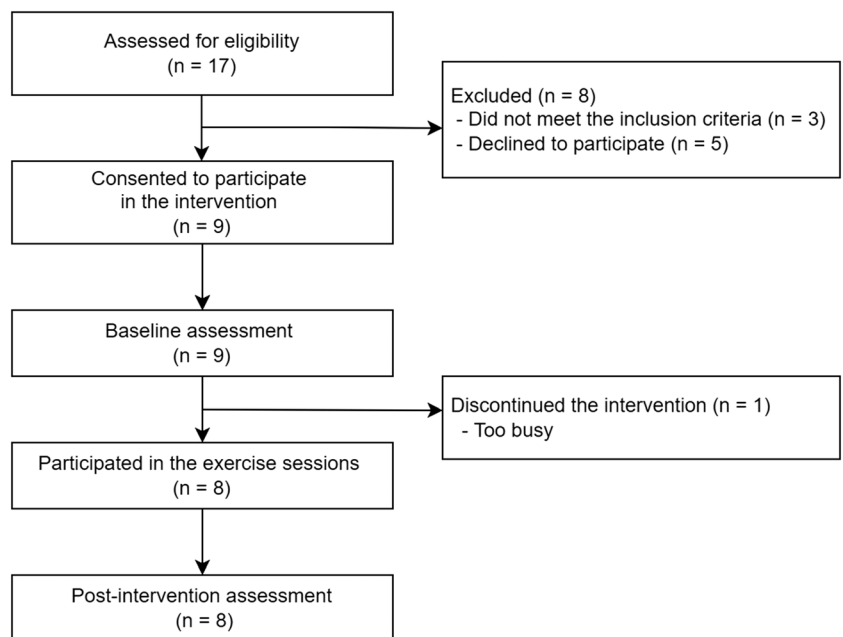 Assessed for eligibility
(n = 17)
Excluded (n = 8)
- Did not meet the inclusion criteria (n = 3)
- Declined to participate (n = 5)
Consented to participate
in the intervention
(n = 9)
Baseline assessment
(n = 9)
Discontinued the intervention (n = 1)
- Too busy
Participated in the exercise sessions
(n = 8)
Post-intervention assessment
(n = 8)